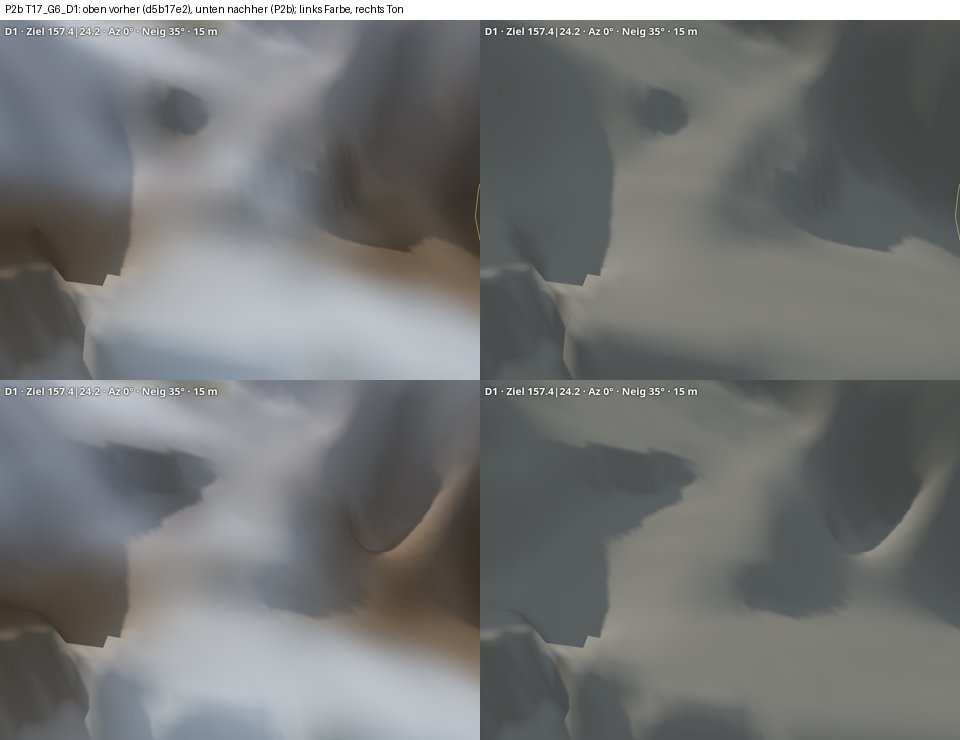 P2b T17_G6_D1: oben vorher (d5b17e2), unten nachher (P2b); links Farbe, rechts Ton
D1 · Ziel 157.4|24.2 · Az 0° · Neig 35° · 15 m
D1 · Ziel 157.4|24.2 · Az 0° · Neig 35° · 15 m
D1 · Ziel 157.4|24.2 · Az 0° · Neig 35° · 15 m
D1 · Ziel 157.4|24.2 · Az 0° · Neig 35° · 15 m